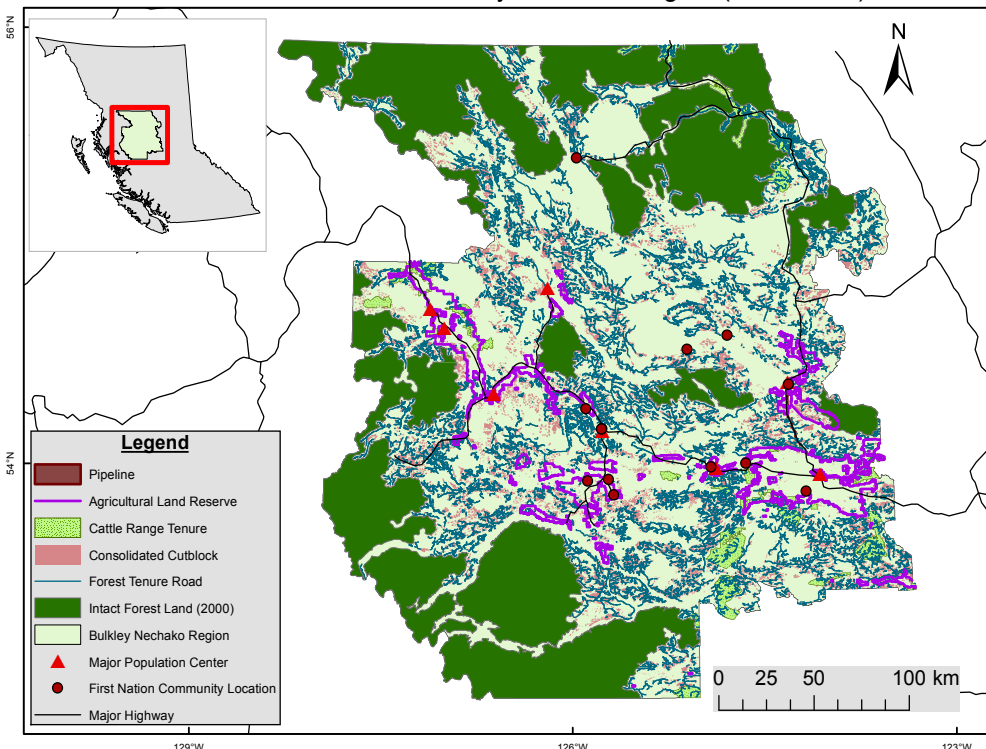 56°N
N
54°N
Legend
Pipeline
Agricultural Land Reserve
Cattle Range Tenure
Consolidated Cutblock
Forest Tenure Road
Intact Forest Land (2000)
Bulkley Nechako Region
Major Population Center
First Nation Community Location
Major Highway
0 25 50 100 km
129°W 126°W 123°W